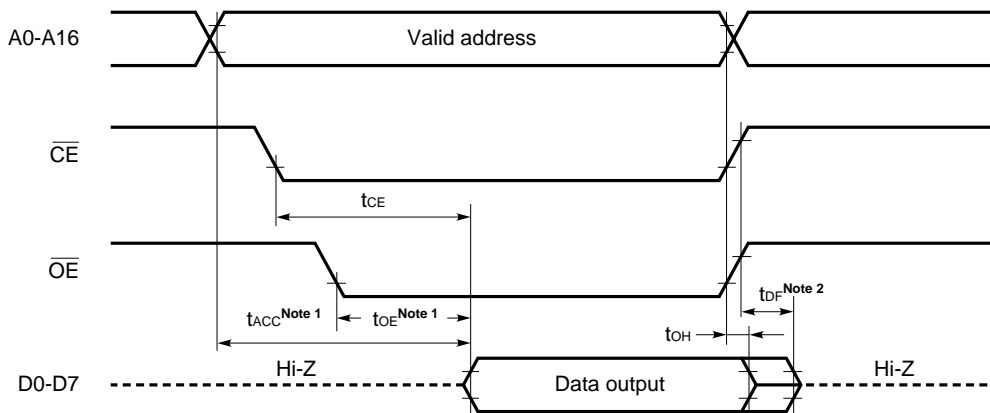 A0-A16 Valid address
CE
tCE
OE
tDF Note 2
tACC Note 1 tOE Note 1
tOH
D0-D7 Hi-Z Data output Hi-Z